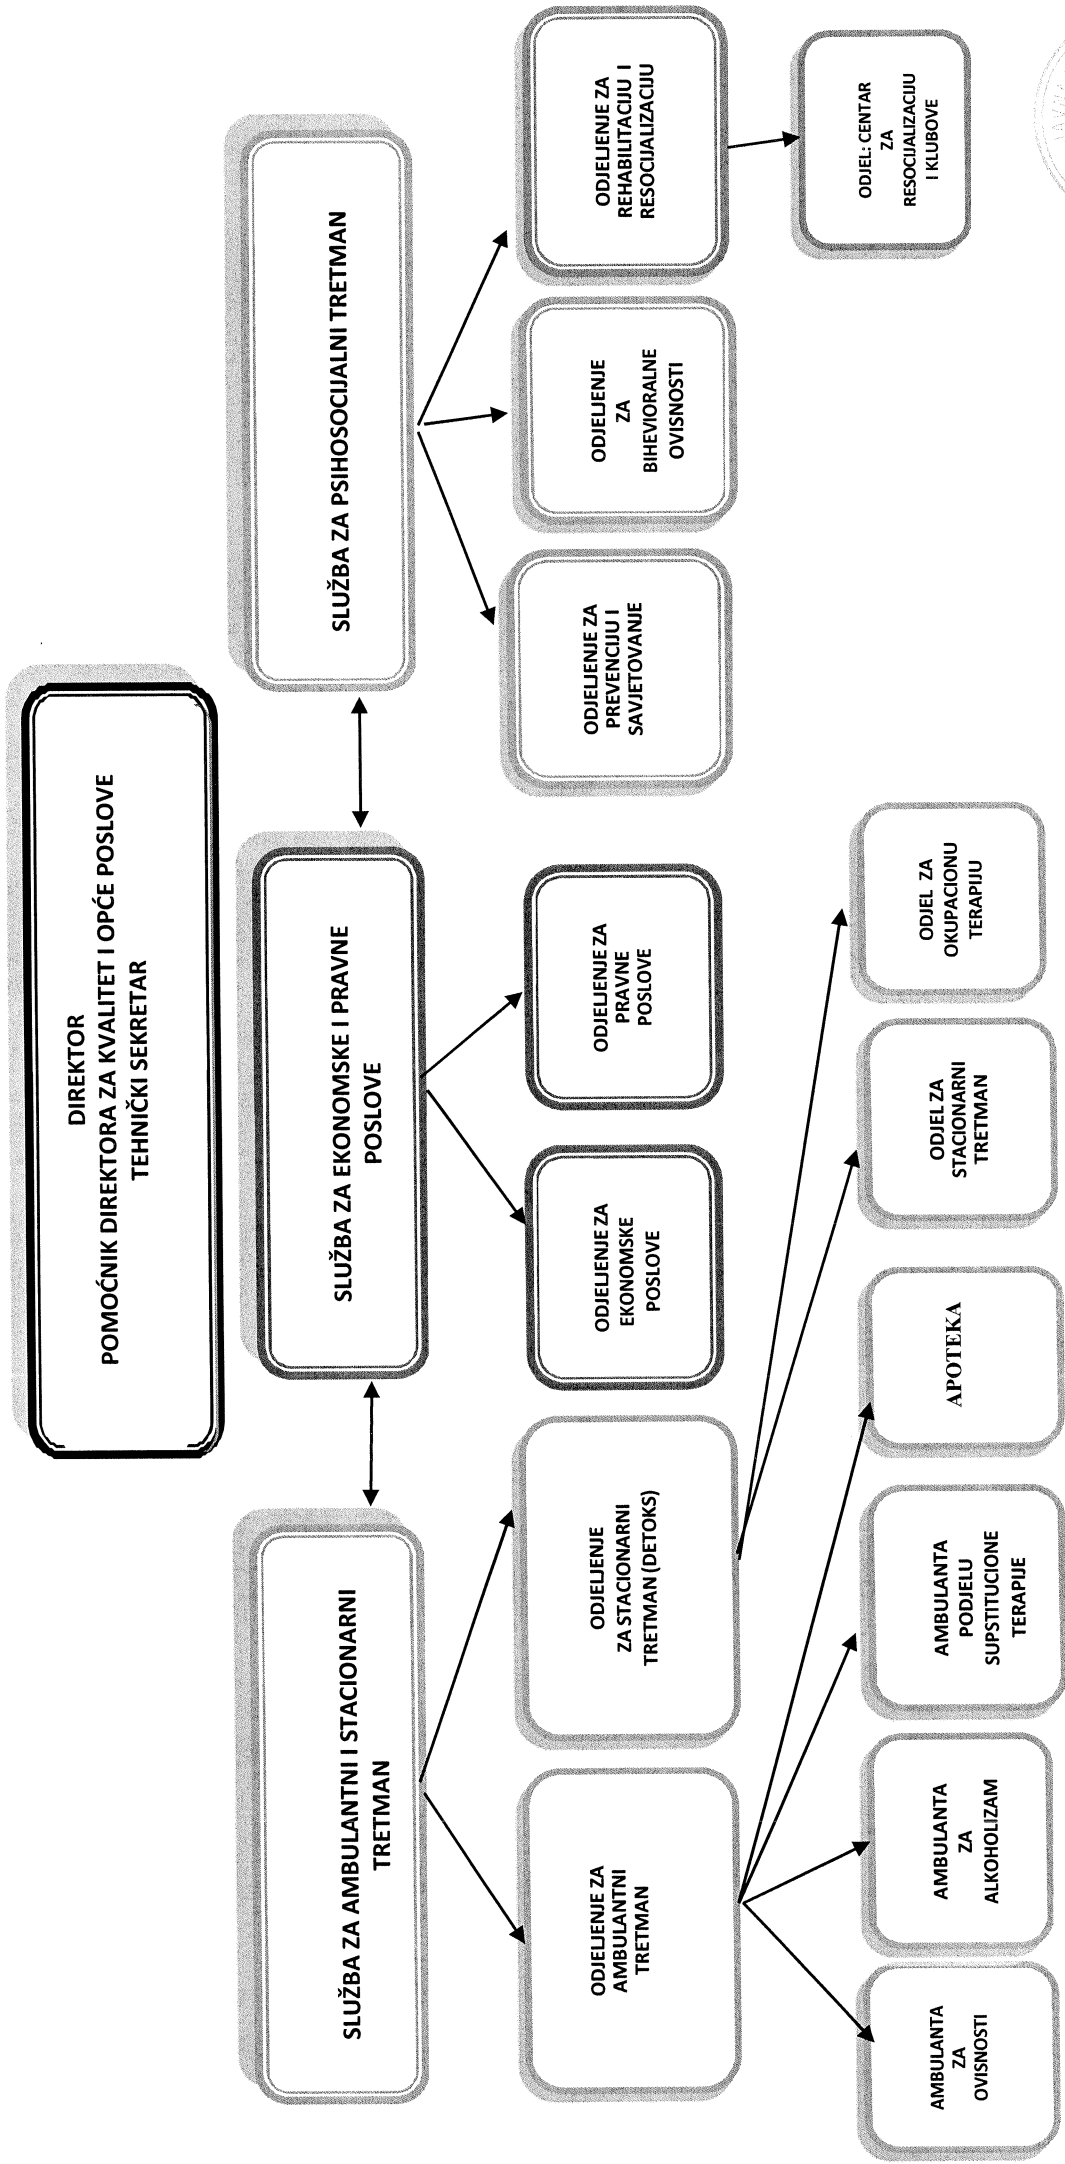 DIREKTOR
POMOĆNIK DIREKTORA ZA KVALITET I OPĆE POSLOVE
TEHNIČKI SEKRETAR
SLUŽBA ZA AMBULANTNI I STACIONARNI
TRETMAN
SLUŽBA ZA EKONOMSKE I PRAVNE
POSLOVE
SLUŽBA ZA PSIHOSOCIJALNI TRETMAN
ODJELJENJE ZA
AMBULANTNI
TRETMAN
ODJELJENJE
ZA STACIONARNI
TRETMAN (DETOKS)
ODJELJENJE ZA
EKONOMSKE
POSLOVE
ODJELJENJE ZA
PRAVNE
POSLOVE
ODJELJENJE ZA
PREVENCIJU I
SAVJETOVANJE
ODJELJENJE
ZA
BIHEVIORALNE
OVISNOSTI
ODJELJENJE ZA
REHABILITACIJU I
RESOCIJALIZACIJU
AMBULANTA
ZA
OVISNOSTI
AMBULANTA
ZA
ALKOHOLIZAM
AMBULANTA
PODJELU
SUPSTITUCIONE
TERAPIJE
APOTEKA
ODJEL ZA
STACIONARNI
TRETMAN
ODJEL ZA
OKUPACIONU
TERAPIJU
ODJEL: CENTAR
ZA
RESOCIJALIZACIJU
I KLUBOVE